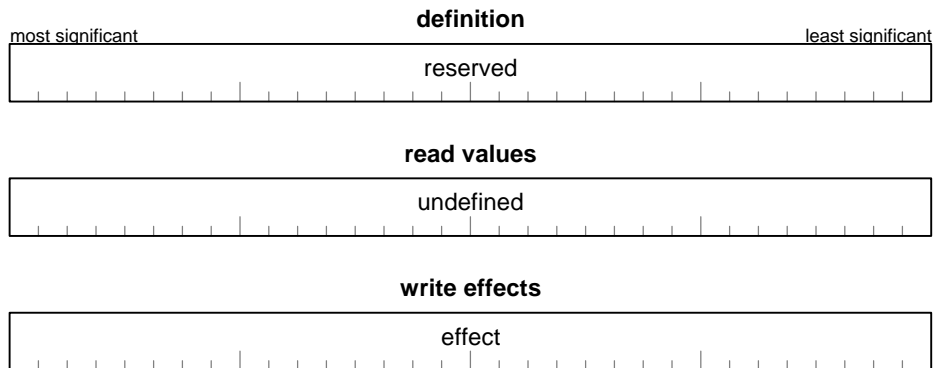 definition
most significant least significant
reserved
read values
undefined
write effects
effect